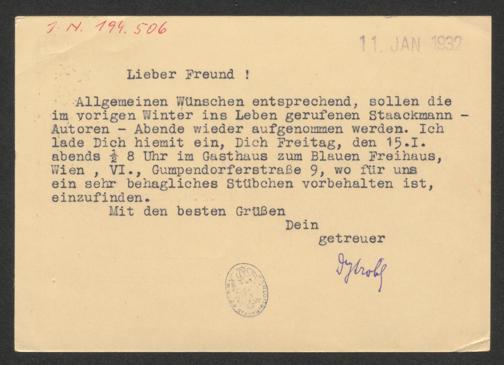 I. N. 194.506
11. JAN 1932
Lieber Freund !
Allgemeinen Wünschen entsprechend, sollen die
im vorigen Winter ins Leben gerufenen Staackmann -
Autoren - Abende wieder aufgenommen werden. Ich
lade Dich hiemit ein, Dich Freitag, den 15.I.
abends ½ 8 Uhr im Gasthaus zum Blauen Freihaus,
Wien , VI., Gumpendorferstraße 9, wo für uns
ein sehr behagliches Stübchen vorbehalten ist,
einzufinden.
Mit den besten Grüßen
Dein
getreuer